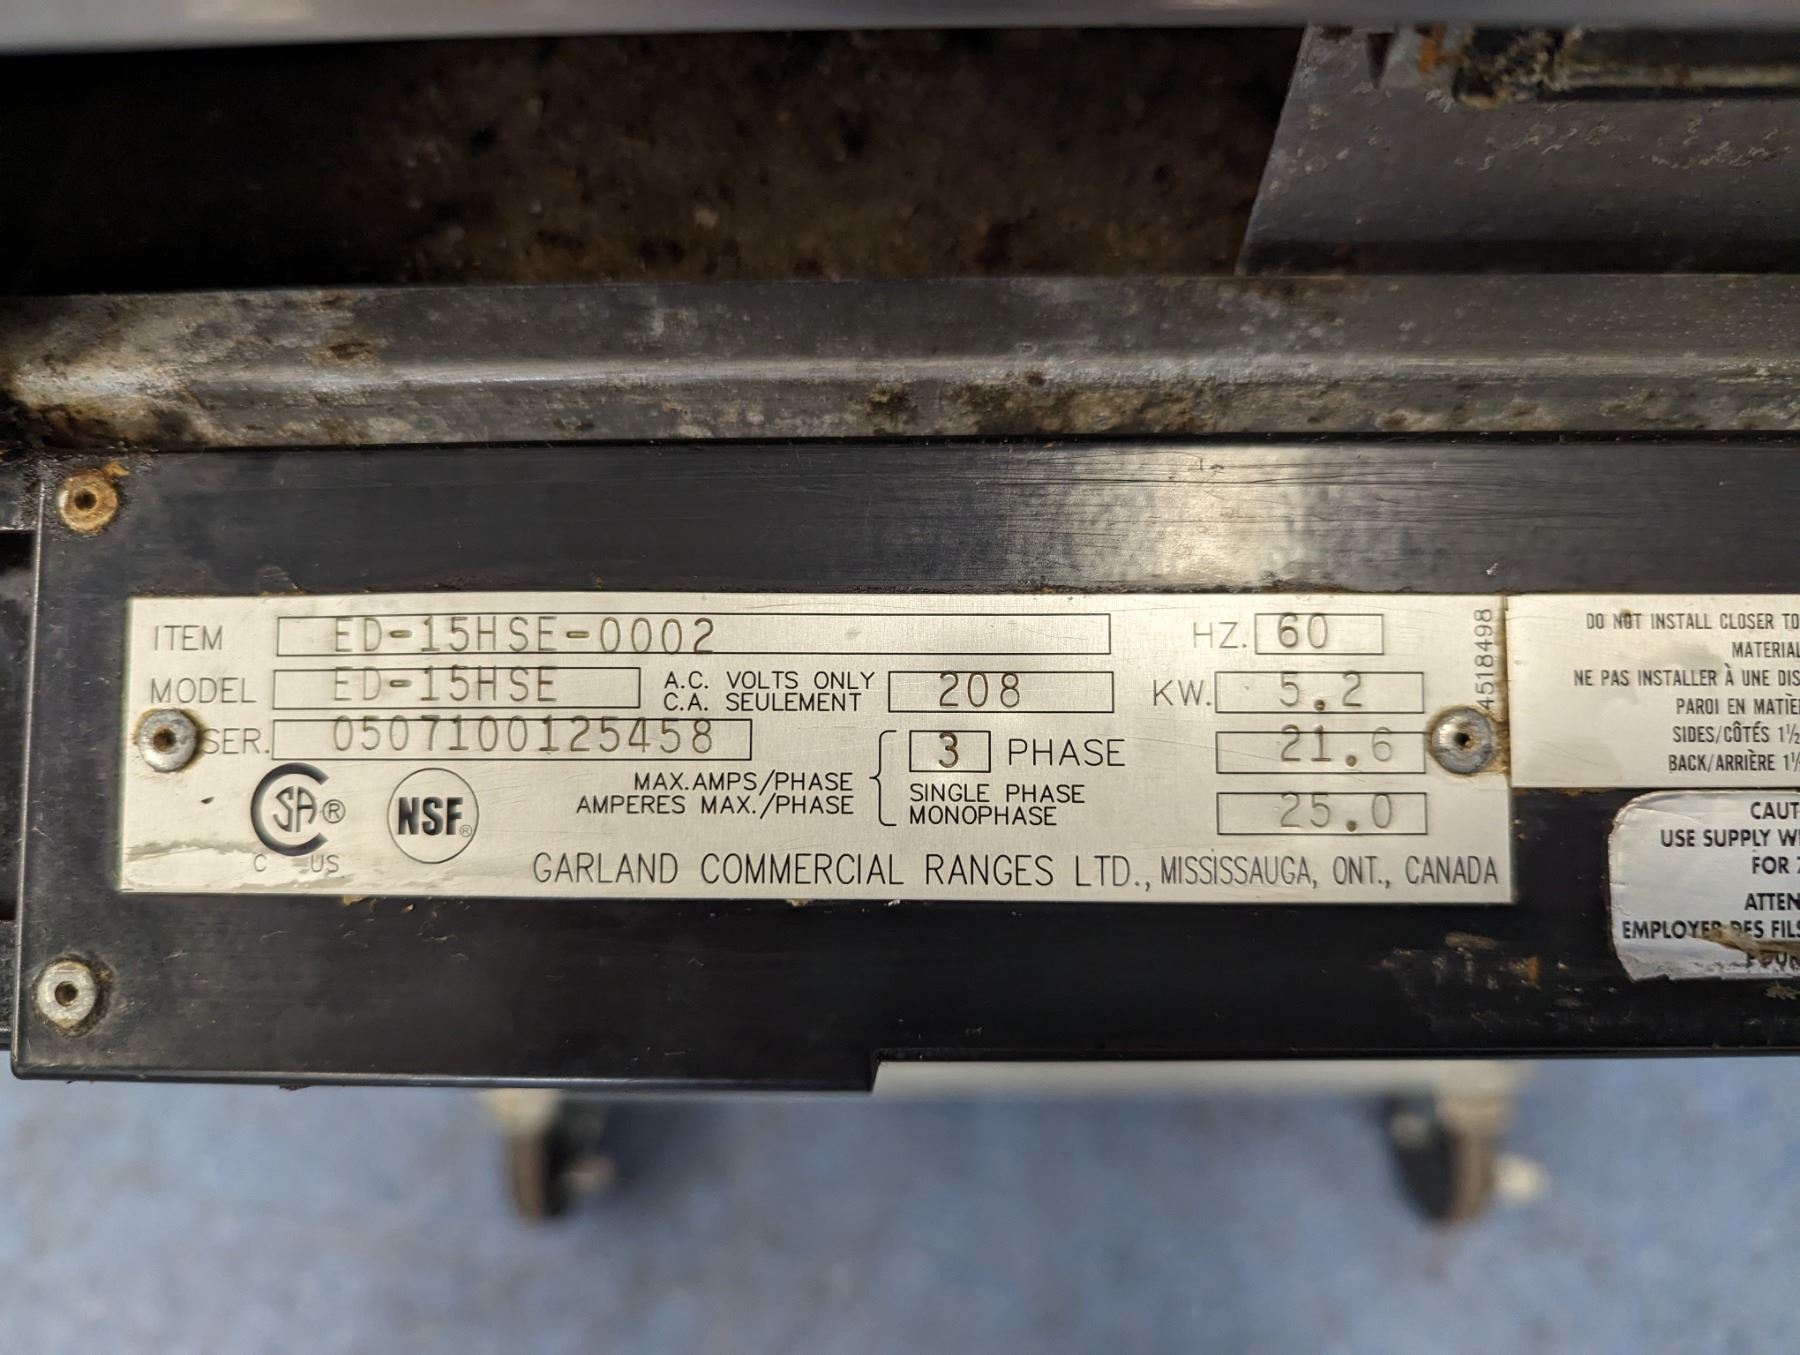 ITEM ED-15HSE-0002 HZ. 60
MODEL ED-15HSE A.C. VOLTS ONLY C.A. SEULEMENT 208 KW. 5.2
SER. 0507100125458 3 PHASE 21.6
MAX.AMPS/PHASE
AMPERES MAX./PHASE
SINGLE PHASE
MONOPHASE 25.0
CSA ®
C US
NSF®
GARLAND COMMERCIAL RANGES LTD., MISSISSAUGA, ONT., CANADA
4518498
DO NOT INSTALL CLOSER TO
MATERIAL
NE PAS INSTALLER À UNE DIS
PAROI EN MATIÈ
SIDES/CÔTÉS 1½
BACK/ARRIÈRE 1
CAUT
USE SUPPLY WI
FOR
ATTEN
EMPLOYER DES FILS